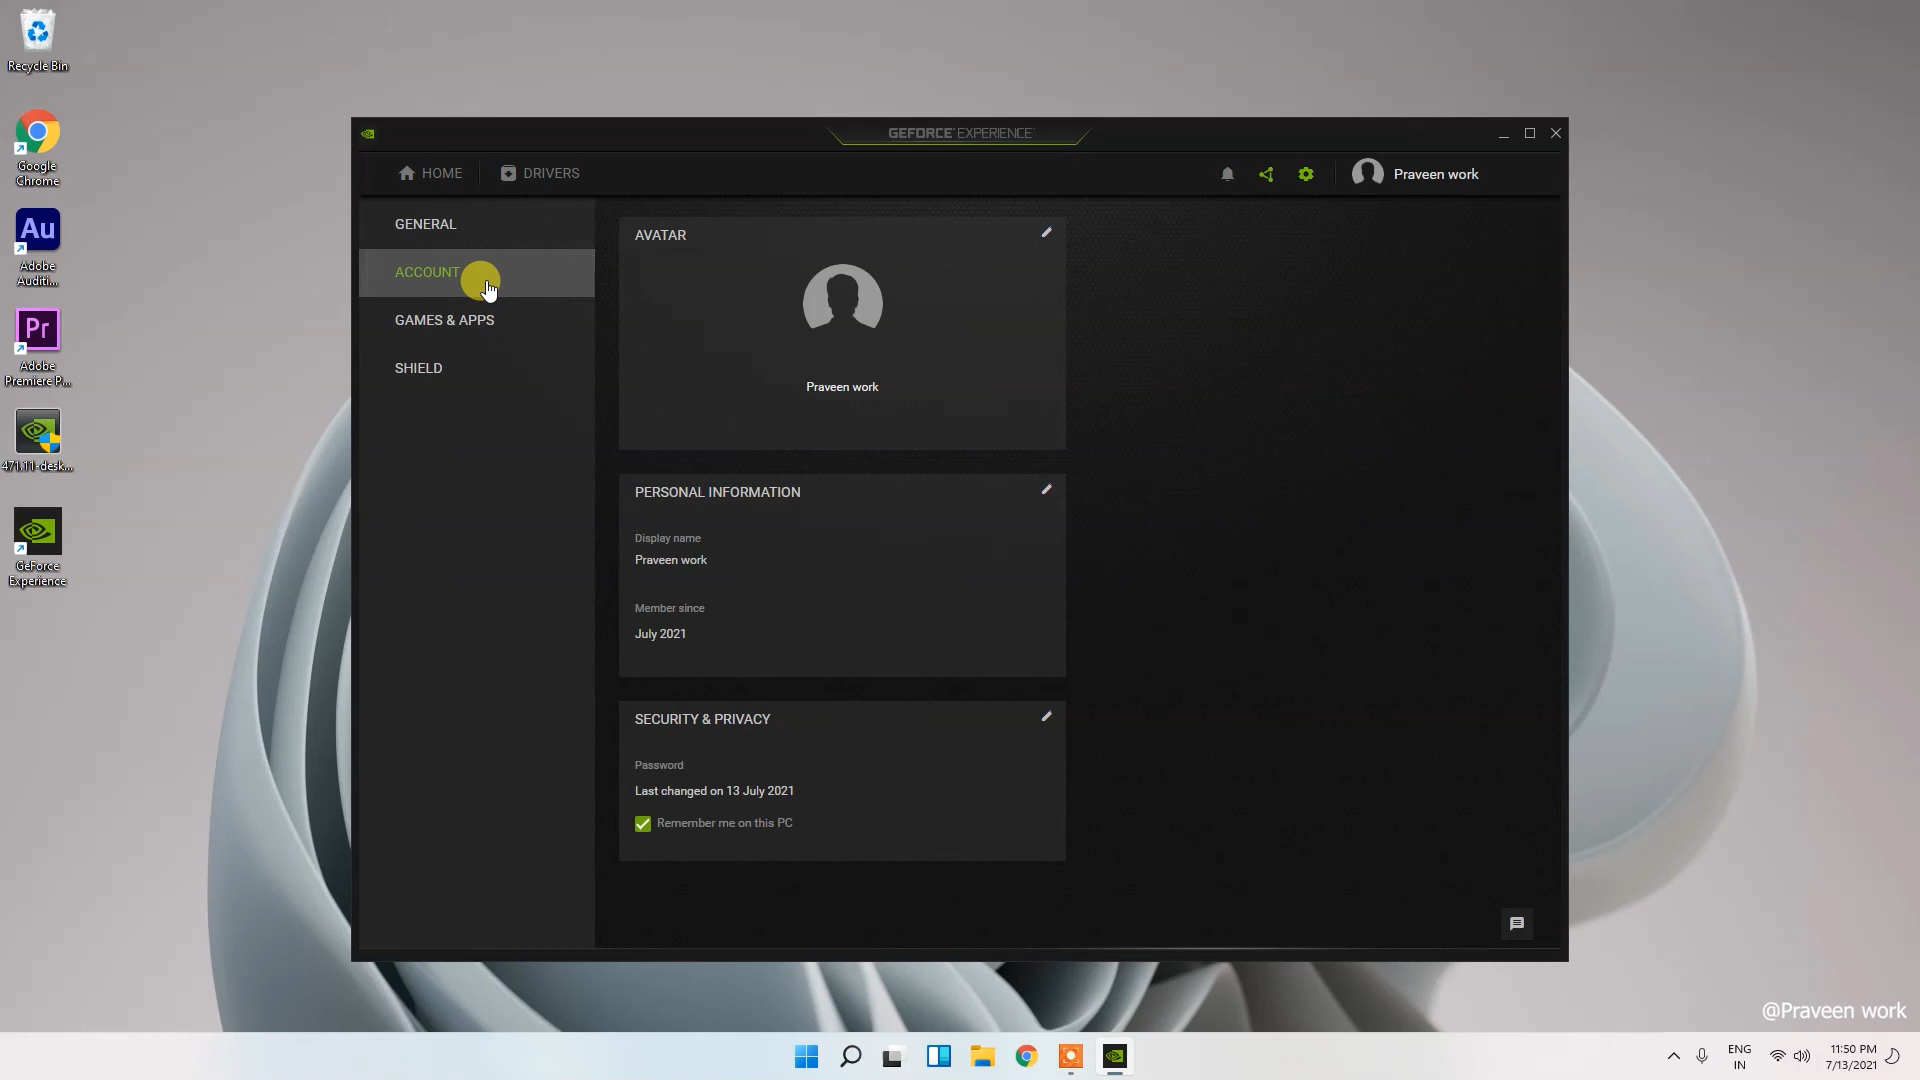 Recycle Bin
Google
Chrome
Au
Adobe
Auditi...
Pr
Adobe
Premiere P...
471.11-desk...
GeForce
Experience
GEFORCE EXPERIENCE
HOME
DRIVERS
Praveen work
GENERAL
ACCOUNT
GAMES & APPS
SHIELD
AVATAR
Praveen work
PERSONAL INFORMATION
Display name
Praveen work
Member since
July 2021
SECURITY & PRIVACY
Password
Last changed on 13 July 2021
Remember me on this PC
@Praveen work
ENG
IN
11:50 PM
7/13/2021